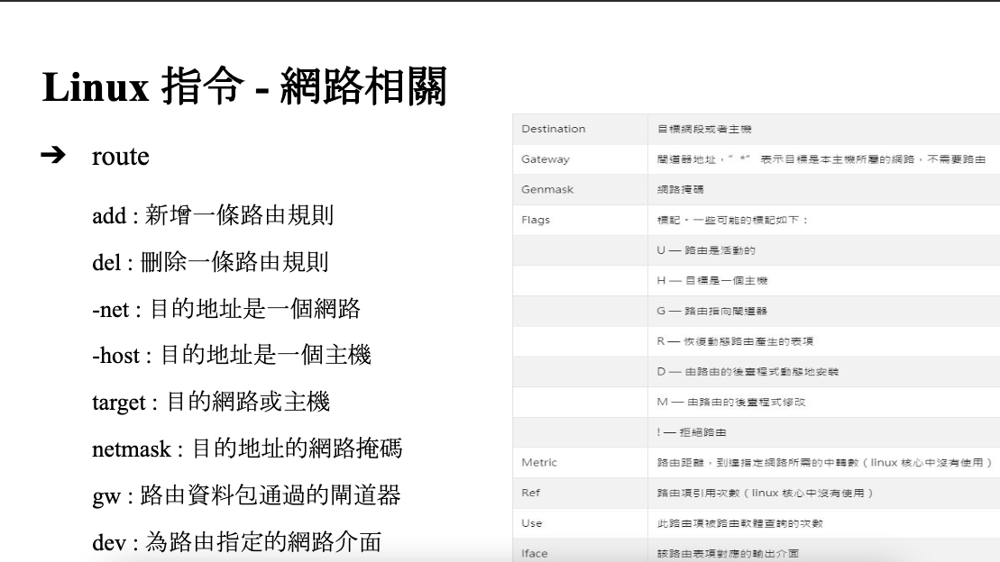 Linux 指令 - 網路相關
➔ route
add : 新增一條路由規則
del : 刪除一條路由規則
-net : 目的地址是一個網路
-host : 目的地址是一個主機
target : 目的網路或主機
netmask : 目的地址的網路掩碼
gw : 路由資料包通過的閘道器
dev : 為路由指定的網路介面
Destination 目標網段或者主機
Gateway 閘道器地址，”*” 表示目標是本主機所屬的網路，不需要路由
Genmask 網路掩碼
Flags 標記。一些可能的標記如下：
U — 路由是活動的
H — 目標是一個主機
G — 路由指向閘道器
R — 恢復動態路由產生的表項
D — 由路由的後臺程式動態地安裝
M — 由路由的後臺程式修改
! — 拒絕路由
Metric 路由距離，到達指定網路所需的中轉數（linux 核心中沒有使用）
Ref 路由項引用次數（linux 核心中沒有使用）
Use 此路由項被路由軟體查詢的次數
Iface 該路由表項對應的輸出介面